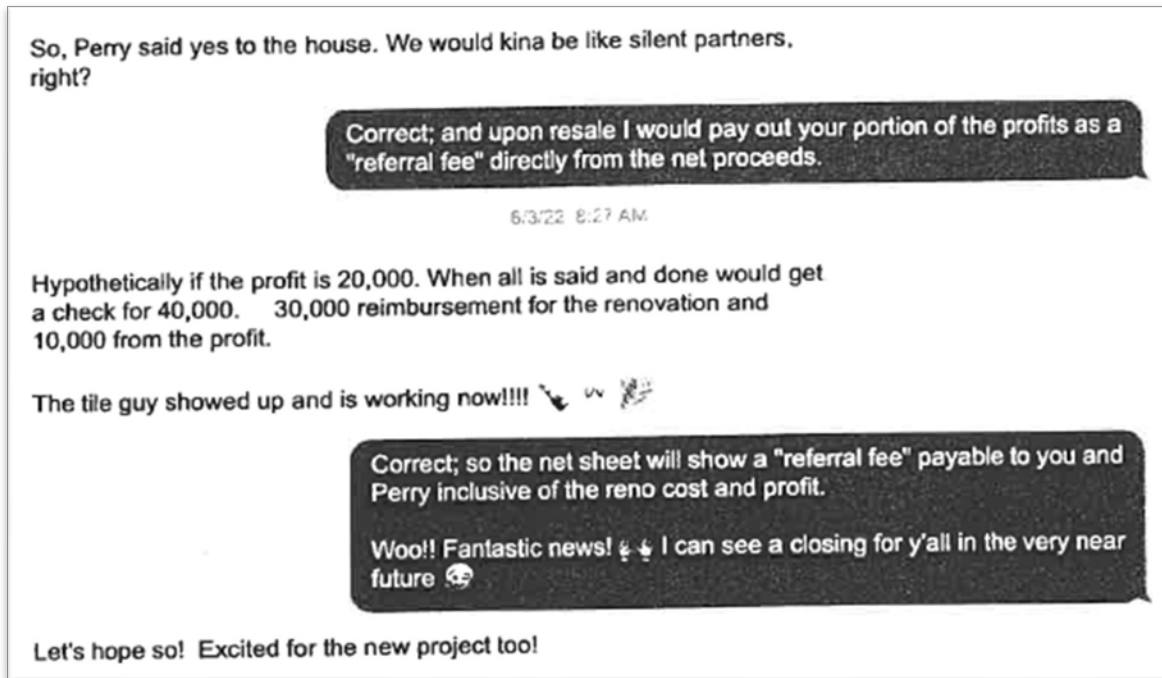 So, Perry said yes to the house. We would kina be like silent partners,
right?
Correct; and upon resale I would pay out your portion of the profits as a
"referral fee" directly from the net proceeds.
6/3/22 8:27 AM
Hypothetically if the profit is 20,000. When all is said and done would get
a check for 40,000. 30,000 reimbursement for the renovation and
10,000 from the profit.
The tile guy showed up and is working now!!!!
Correct; so the net sheet will show a "referral fee" payable to you and
Perry inclusive of the reno cost and profit.
Woo!! Fantastic news! I can see a closing for y'all in the very near
future
Let's hope so! Excited for the new project too!